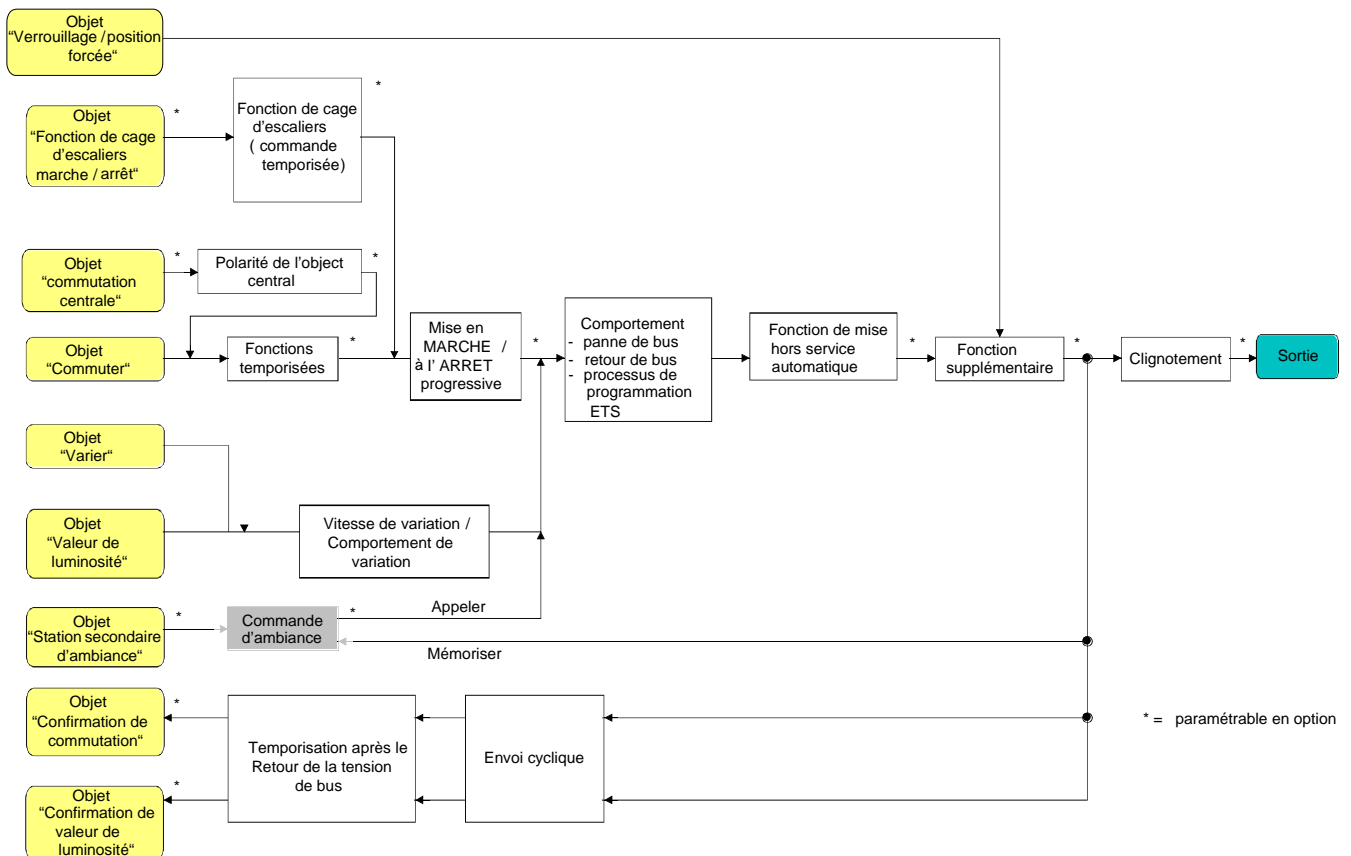 Objet
“Verrouillage / position
forcée“
*
Objet
“Fonction de cage
d'escaliers
marche / arrêt“
*
Fonction de cage
d'escaliers
( commande
temporisée)
Objet
“commutation
centrale“
*
Polarité de l’object
central
*
Objet
“Commuter“
Fonctions
temporisées
*
Mise en
MARCHE /
à l’ ARRET
progressive
*
Comportement
- panne de bus
- retour de bus
- processus de
programmation
ETS
Fonction de mise
hors service
automatique
*
Fonction
supplémentaire
*
Clignotement
*
Sortie
Objet
“Varier“
Objet
“Valeur de
luminosité“
Vitesse de variation /
Comportement de
variation
Objet
“Station secondaire
d’ambiance“
*
Commande
d’ambiance
*
Appeler
Mémoriser
Objet
“Confirmation de
commutation“
*
Temporisation après le
Retour de la tension
de bus
Envoi cyclique
* = paramétrable en option
Objet
“Confirmation de
valeur de
luminosité“
*